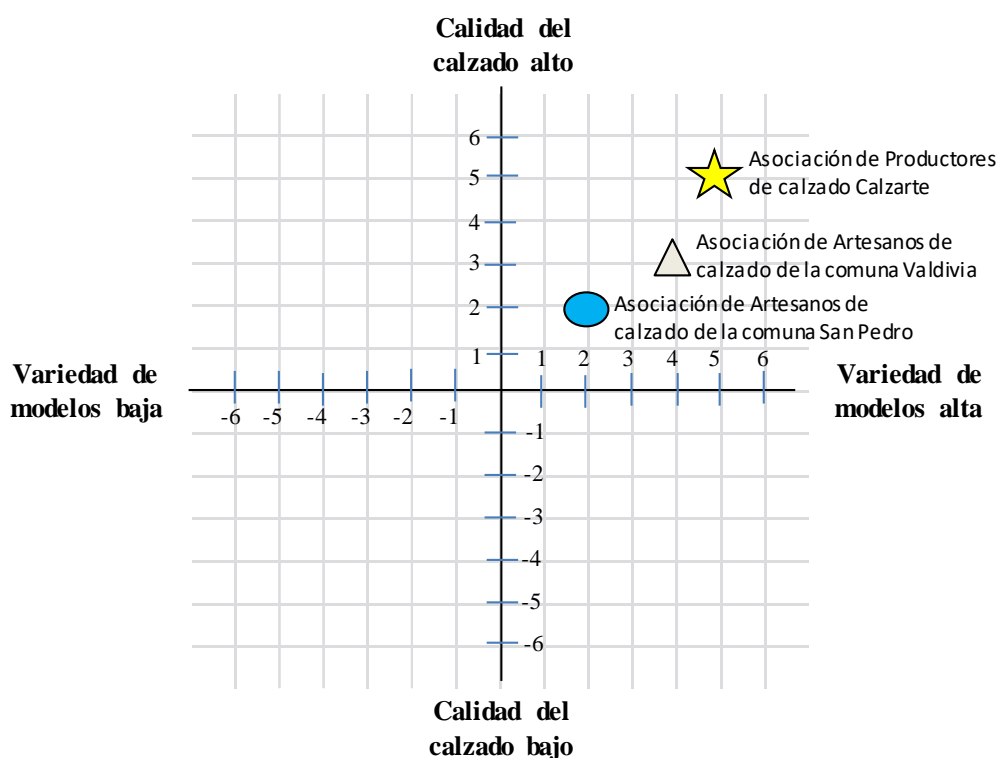 Calidad del
calzado alto
6
5
4
3
2
1
Asociación de Productores
de calzado Calzarte
Asociación de Artesanos de
calzado de la comuna Valdivia
Asociación de Artesanos de
calzado de la comuna San Pedro
1 2 3 4 5 6
Variedad de
modelos baja
Variedad de
modelos alta
-6 -5 -4 -3 -2 -1
-1
-2
-3
-4
-5
-6
Calidad del
calzado bajo